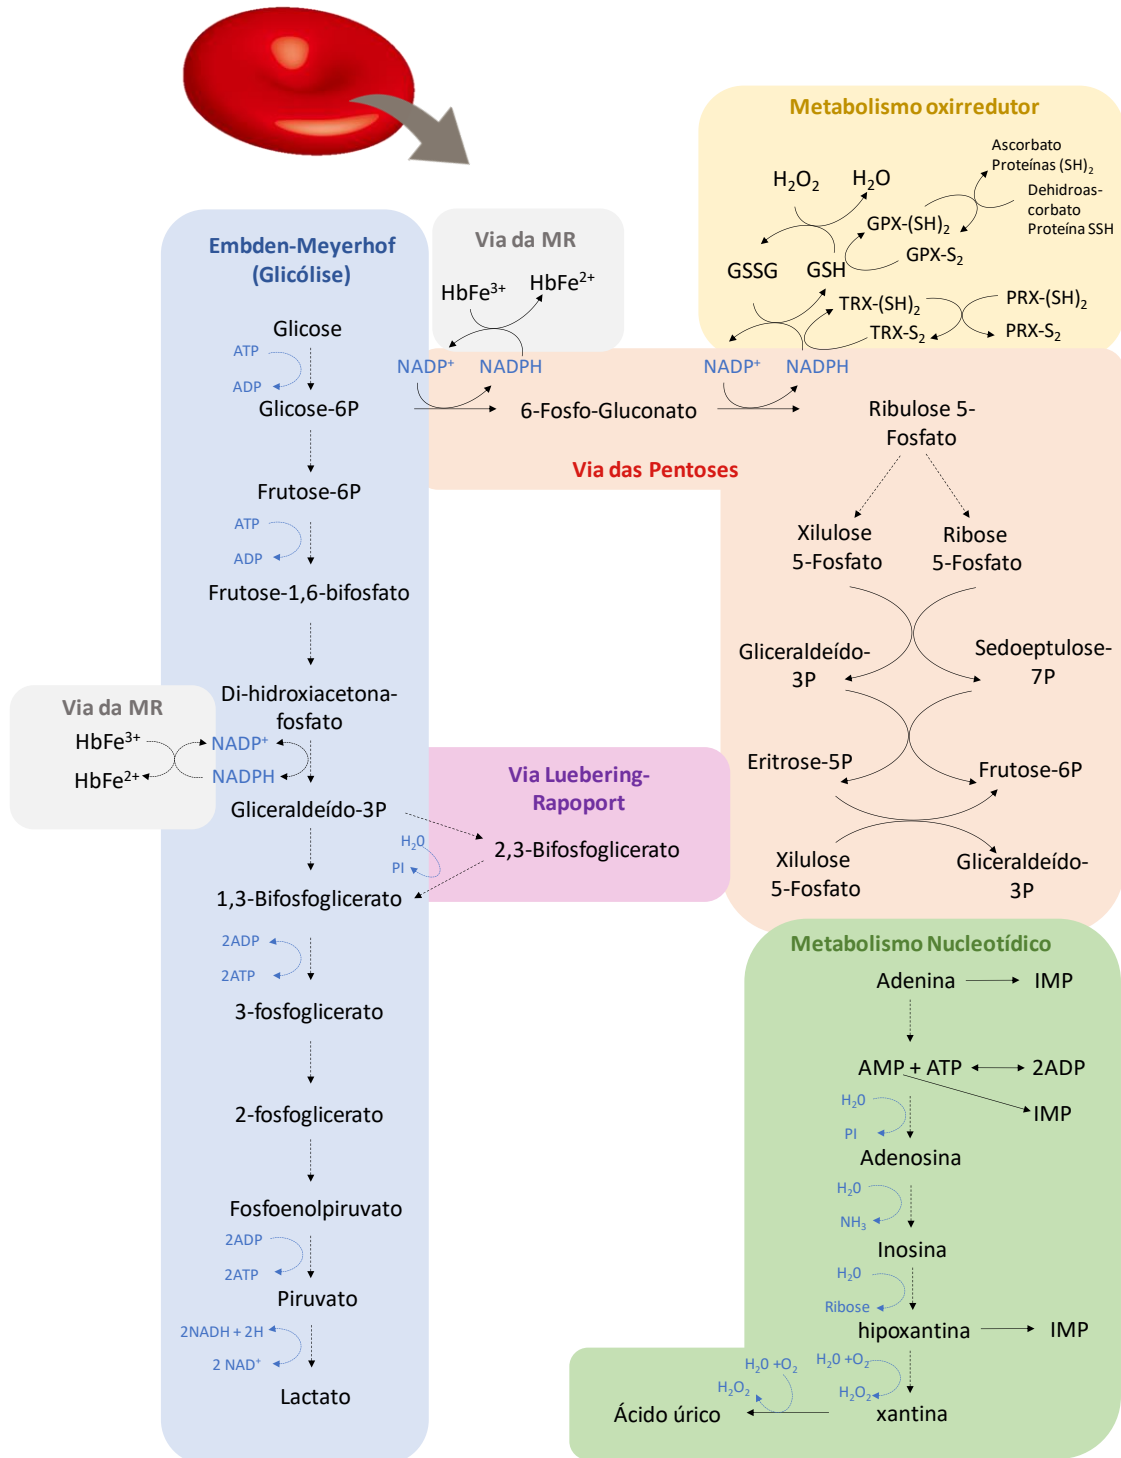 Metabolismo oxirredutor
Ascorbato
Proteínas (SH)₂
H₂O₂
H₂O
Dehidroas-
corbato
Proteína SSH
GPX-(SH)₂
GPX-S₂
GSSG
GSH
TRX-(SH)₂
PRX-(SH)₂
TRX-S₂
PRX-S₂
Via da MR
HbFe³⁺
HbFe²⁺
Embden-Meyerhof
(Glicólise)
Glicose
ATP
ADP
Glicose-6P
Frutose-6P
ATP
ADP
Frutose-1,6-bifosfato
Di-hidroxiacetona-
fosfato
Via da MR
HbFe³⁺
NADP⁺
HbFe²⁺
NADPH
Gliceraldeído-3P
1,3-Bifosfoglicerato
2ADP
2ATP
3-fosfoglicerato
2-fosfoglicerato
Fosfoenolpiruvato
2ADP
2ATP
Piruvato
2NADH + 2H
2 NAD⁺
Lactato
NADP⁺
NADPH
NADP⁺
NADPH
6-Fosfo-Gluconato
Ribulose 5-
Fosfato
Via das Pentoses
Xilulose
5-Fosfato
Ribose
5-Fosfato
Gliceraldeído-
3P
Sedoeptulose-
7P
Eritrose-5P
Frutose-6P
Xilulose
5-Fosfato
Gliceraldeído-
3P
Via Luebering-
Rapoport
H₂0
PI
2,3-Bifosfoglicerato
Metabolismo Nucleotídico
Adenina
IMP
AMP + ATP
2ADP
IMP
H₂0
PI
Adenosina
H₂0
NH₃
Inosina
H₂0
Ribose
hipoxantina
IMP
H₂0 +O₂
H₂O₂
xantina
H₂0 +O₂
H₂O₂
Ácido úrico